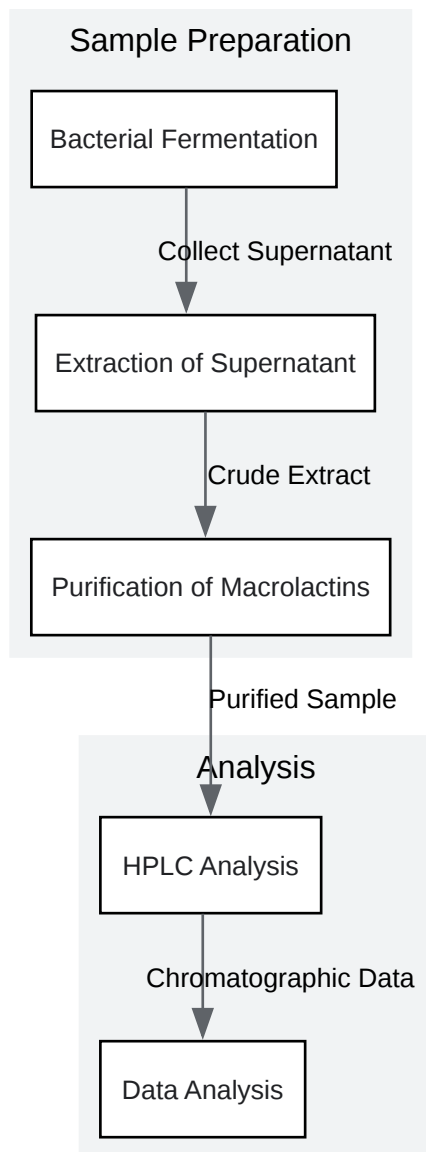 Sample Preparation
Bacterial Fermentation
Collect Supernatant
Extraction of Supernatant
Crude Extract
Purification of Macrolactins
Purified Sample
Analysis
HPLC Analysis
Chromatographic Data
Data Analysis